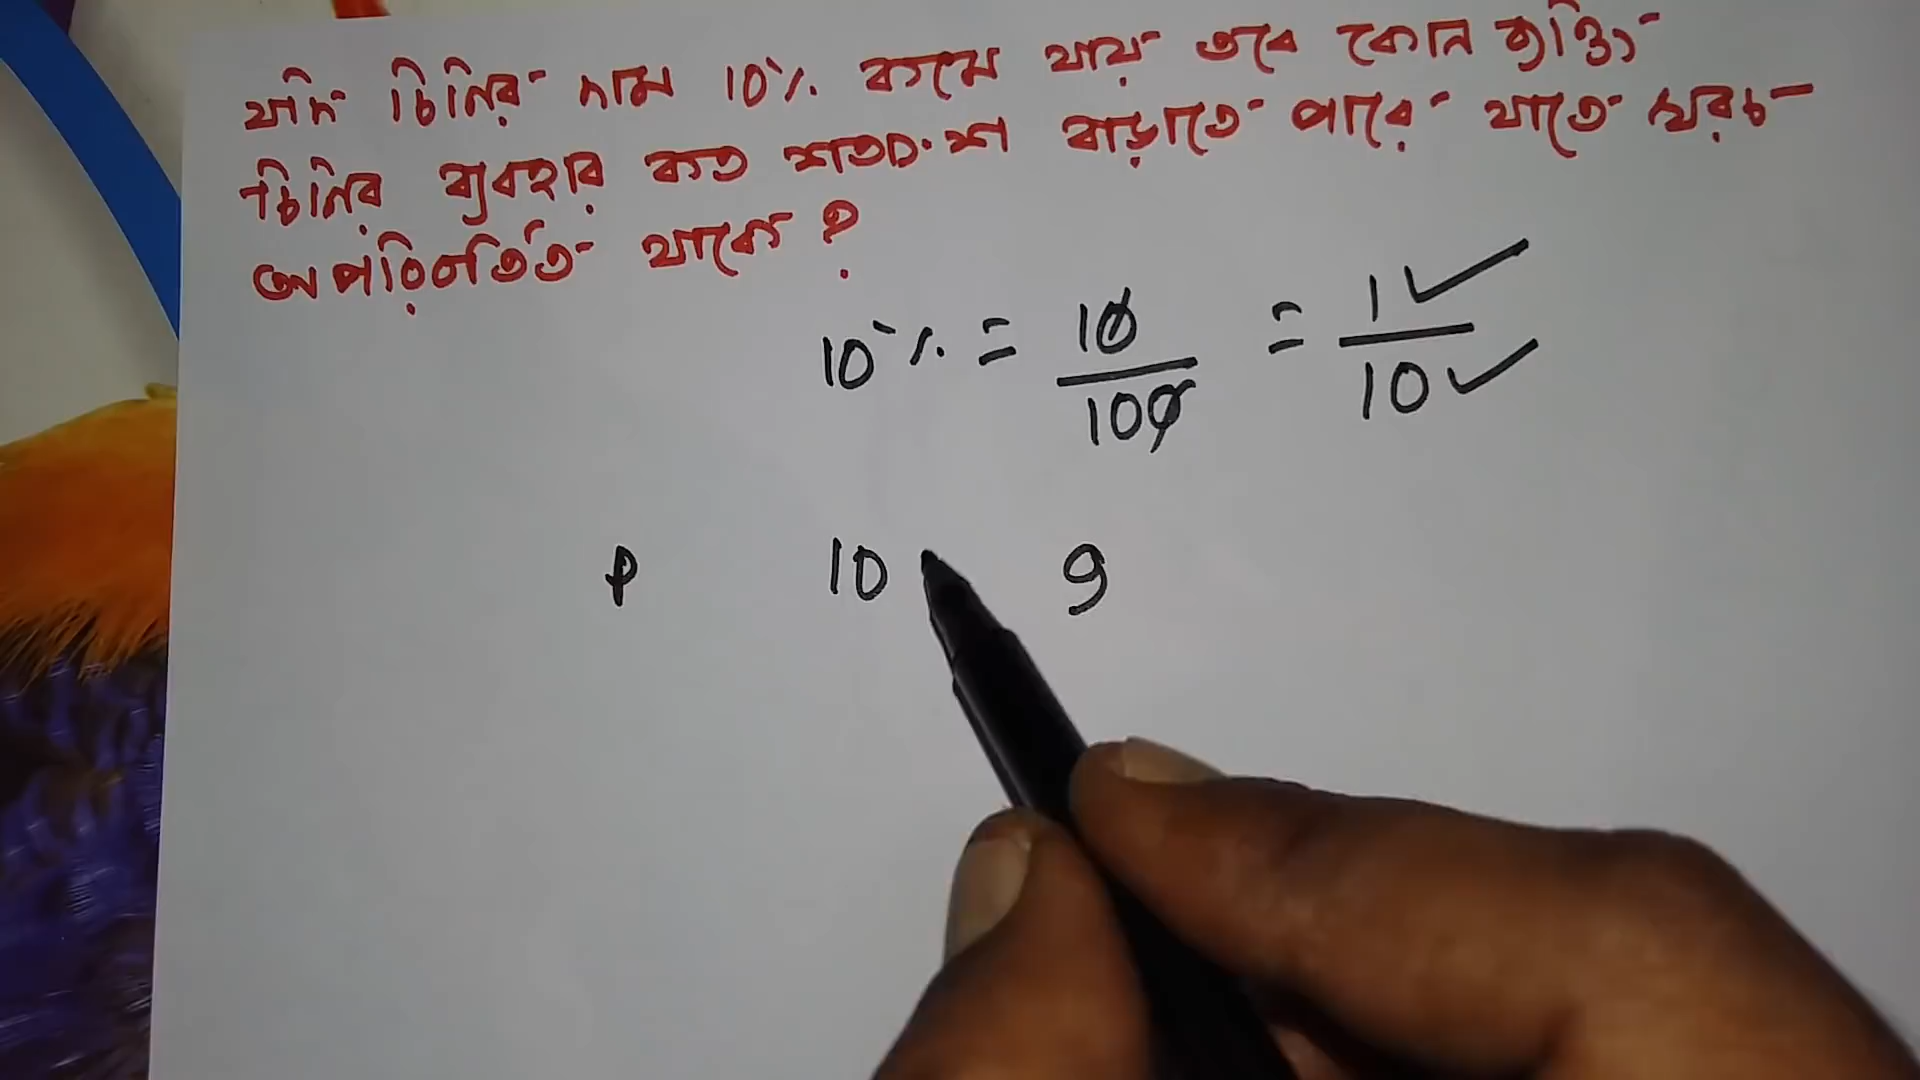 যদি চিনির দাম 10% কমে যায় তবে কোন ব্যক্তি
চিনির ব্যবহার কত শতাংশ বাড়াতে পারে যাতে খরচ
অপরিবর্তিত থাকে ?
10% = 10/100 = 1/10
P 10 9